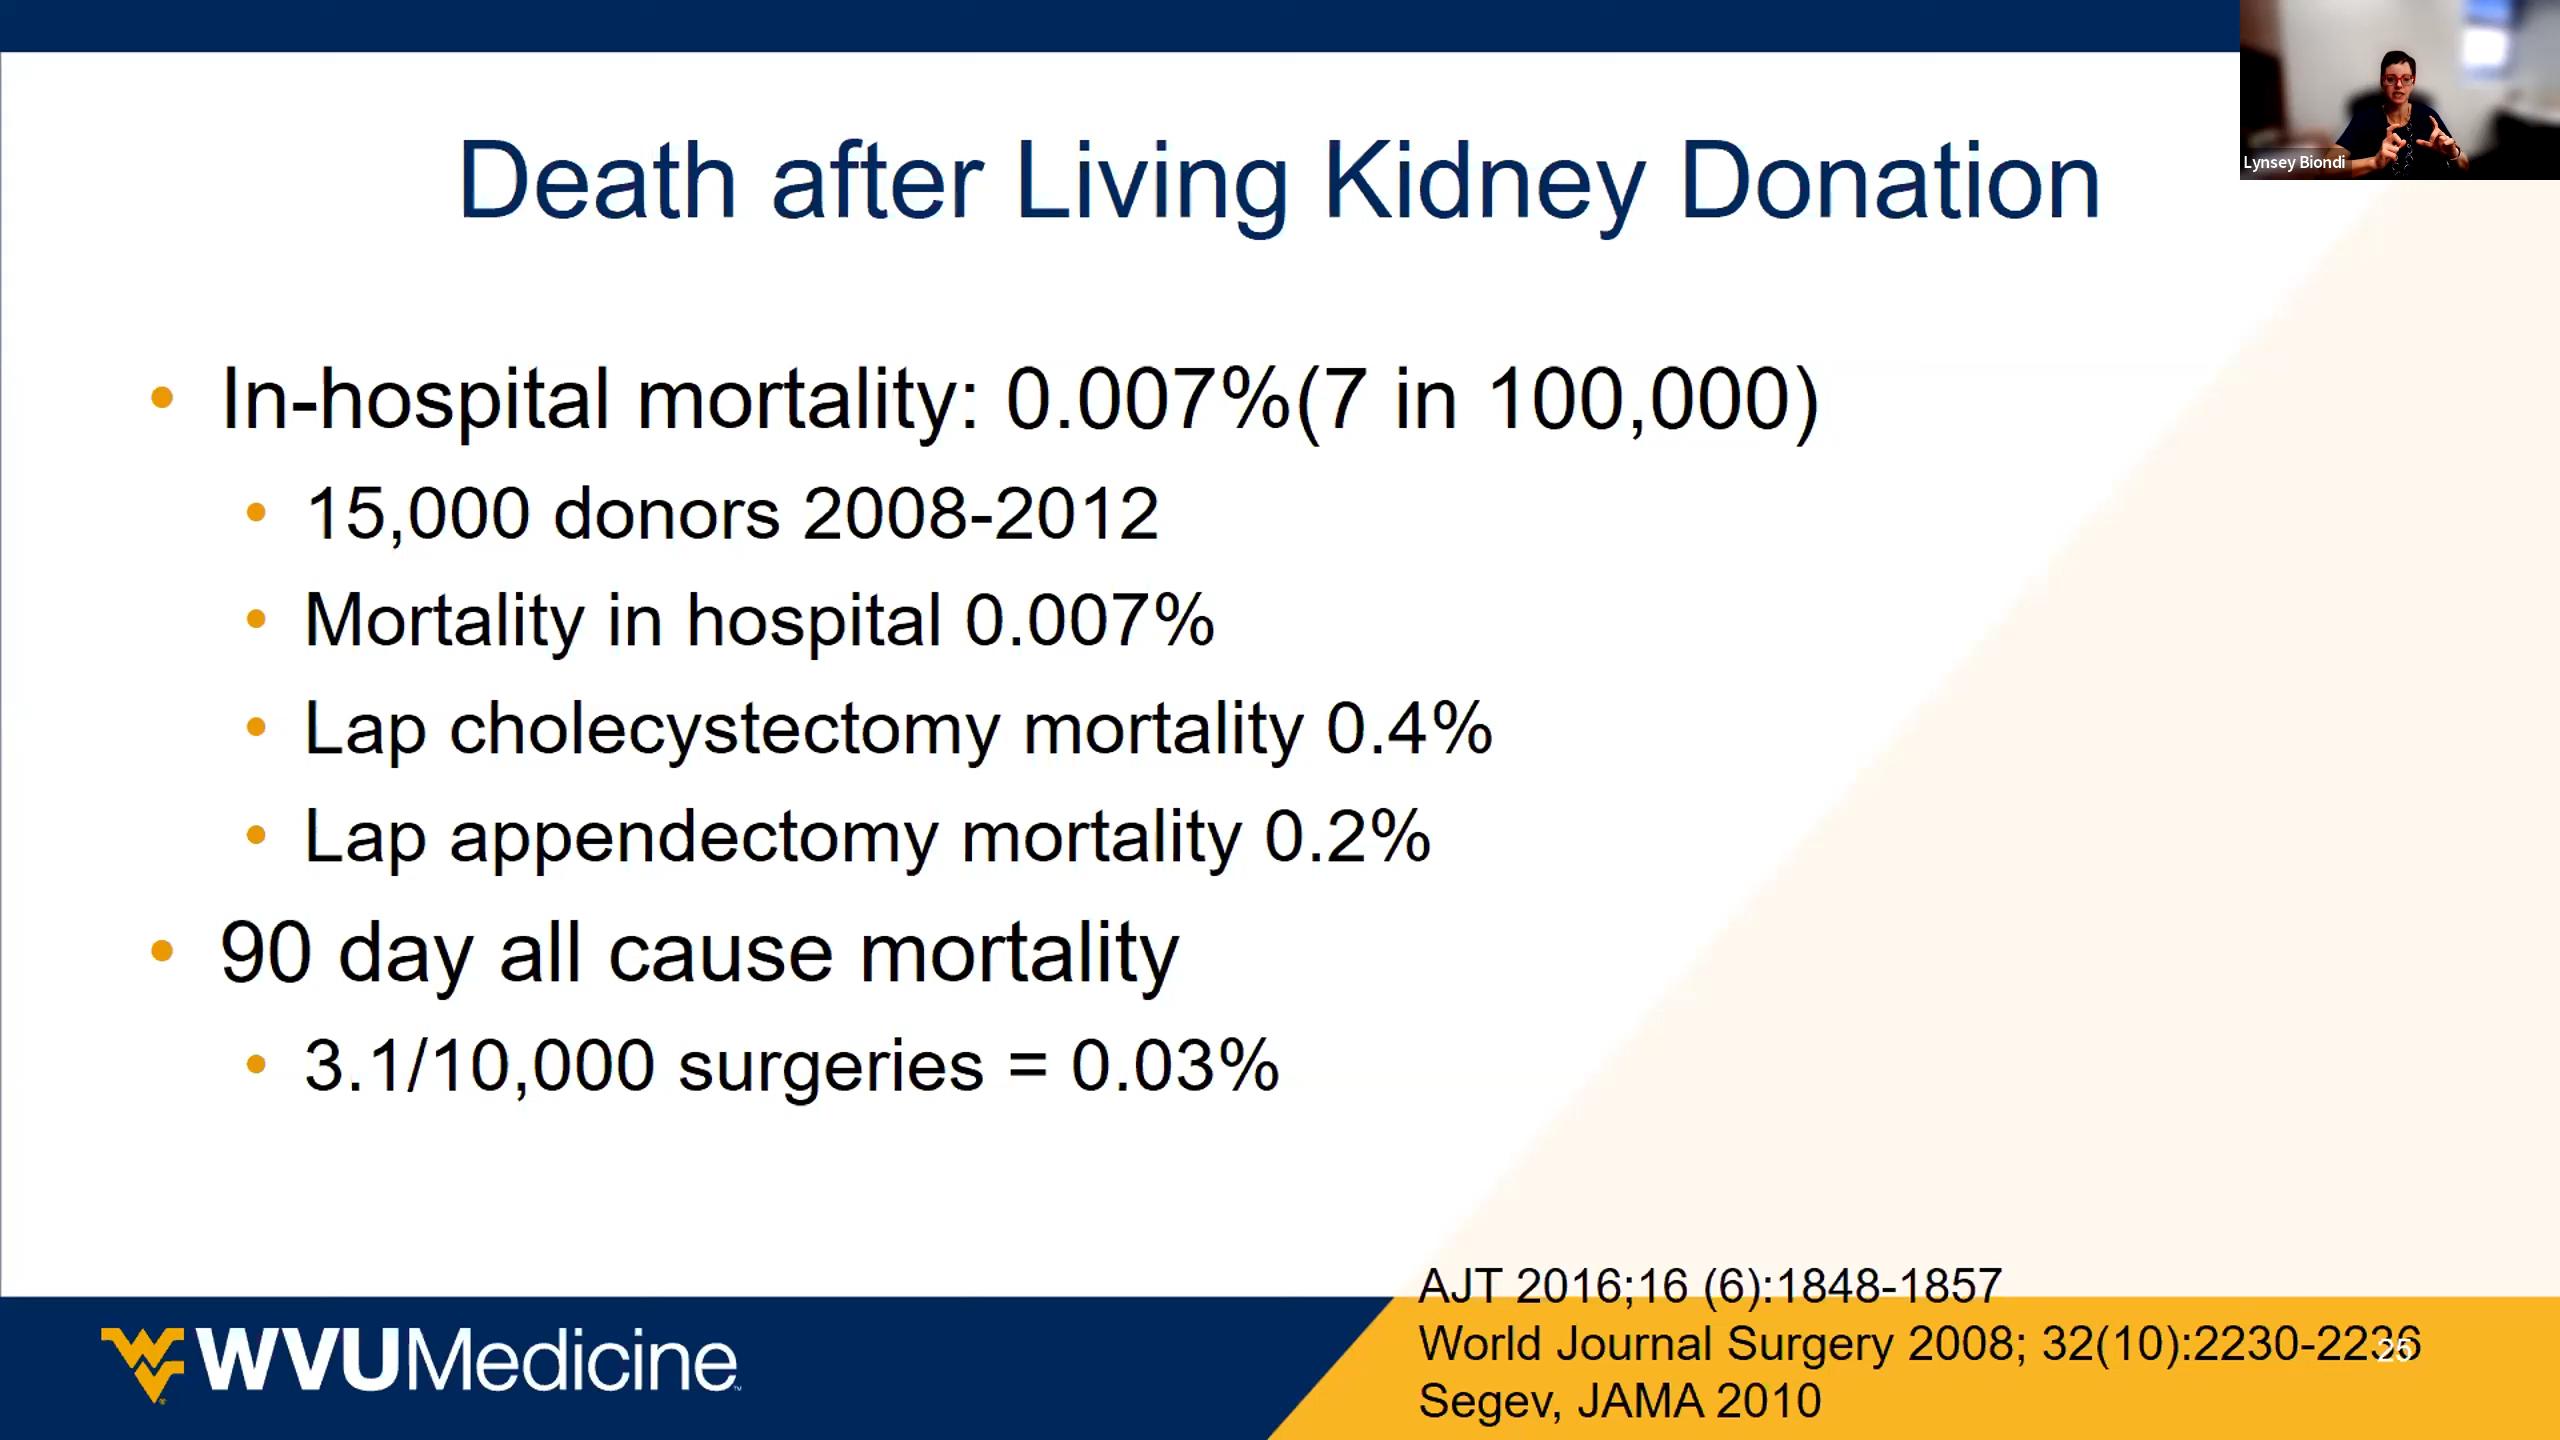 Death after Living Kidney Donation
Lynsey Biondi
• In-hospital mortality: 0.007%(7 in 100,000)
• 15,000 donors 2008-2012
• Mortality in hospital 0.007%
• Lap cholecystectomy mortality 0.4%
• Lap appendectomy mortality 0.2%
• 90 day all cause mortality
• 3.1/10,000 surgeries = 0.03%
AJT 2016;16 (6):1848-1857
World Journal Surgery 2008; 32(10):2230-2236
25
Segev, JAMA 2010
WVUMedicine